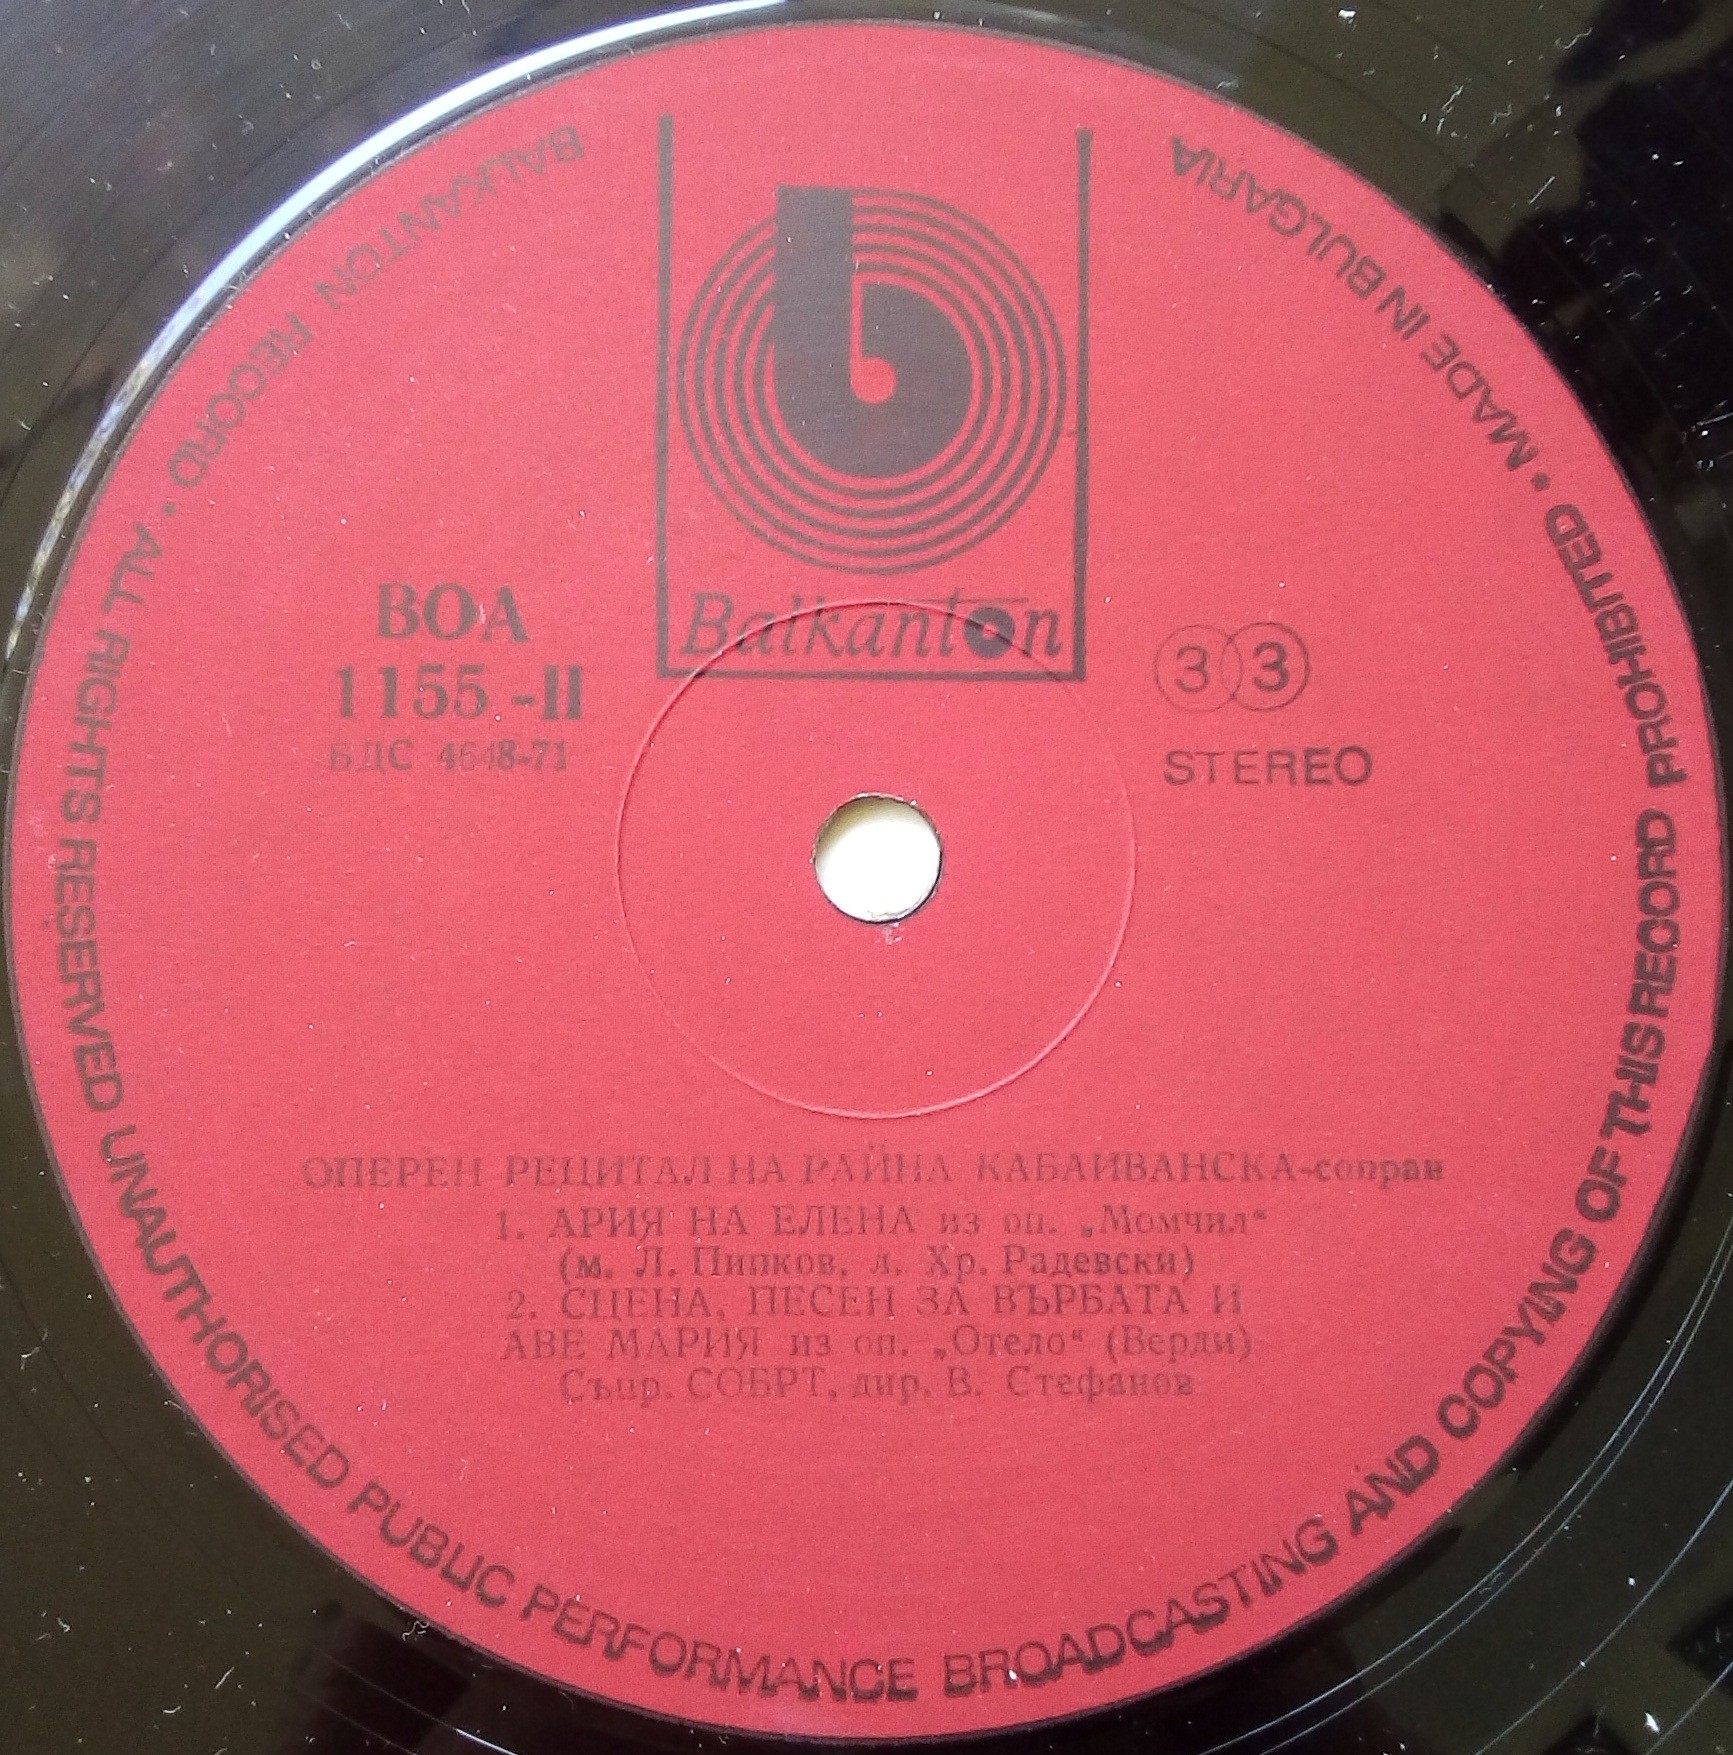 BALKANTON RECORD • ALL RIGHTS RESERVED UNAUTHORISED PUBLIC PERFORMANCE BROADCASTING AND COPYING OF THIS RECORD PROHIBITED • MADE IN BULGARIA
Balkanton
ВОА
1155 -II
БДС 4648-71
33
STEREO
ОПЕРЕН РЕЦИТАЛ НА РАЙНА КАБАИВАНСКА-сопран
1. АРИЯ НА ЕЛЕНА из оп. „Момчил“
(м. Л. Пипков, л. Хр. Радевски)
2. СЦЕНА, ПЕСЕН ЗА ВЪРБАТА И
АВЕ МАРИЯ из оп. „Отело“ (Верди)
Съпр. СОБРТ, дир. В. Стефанов